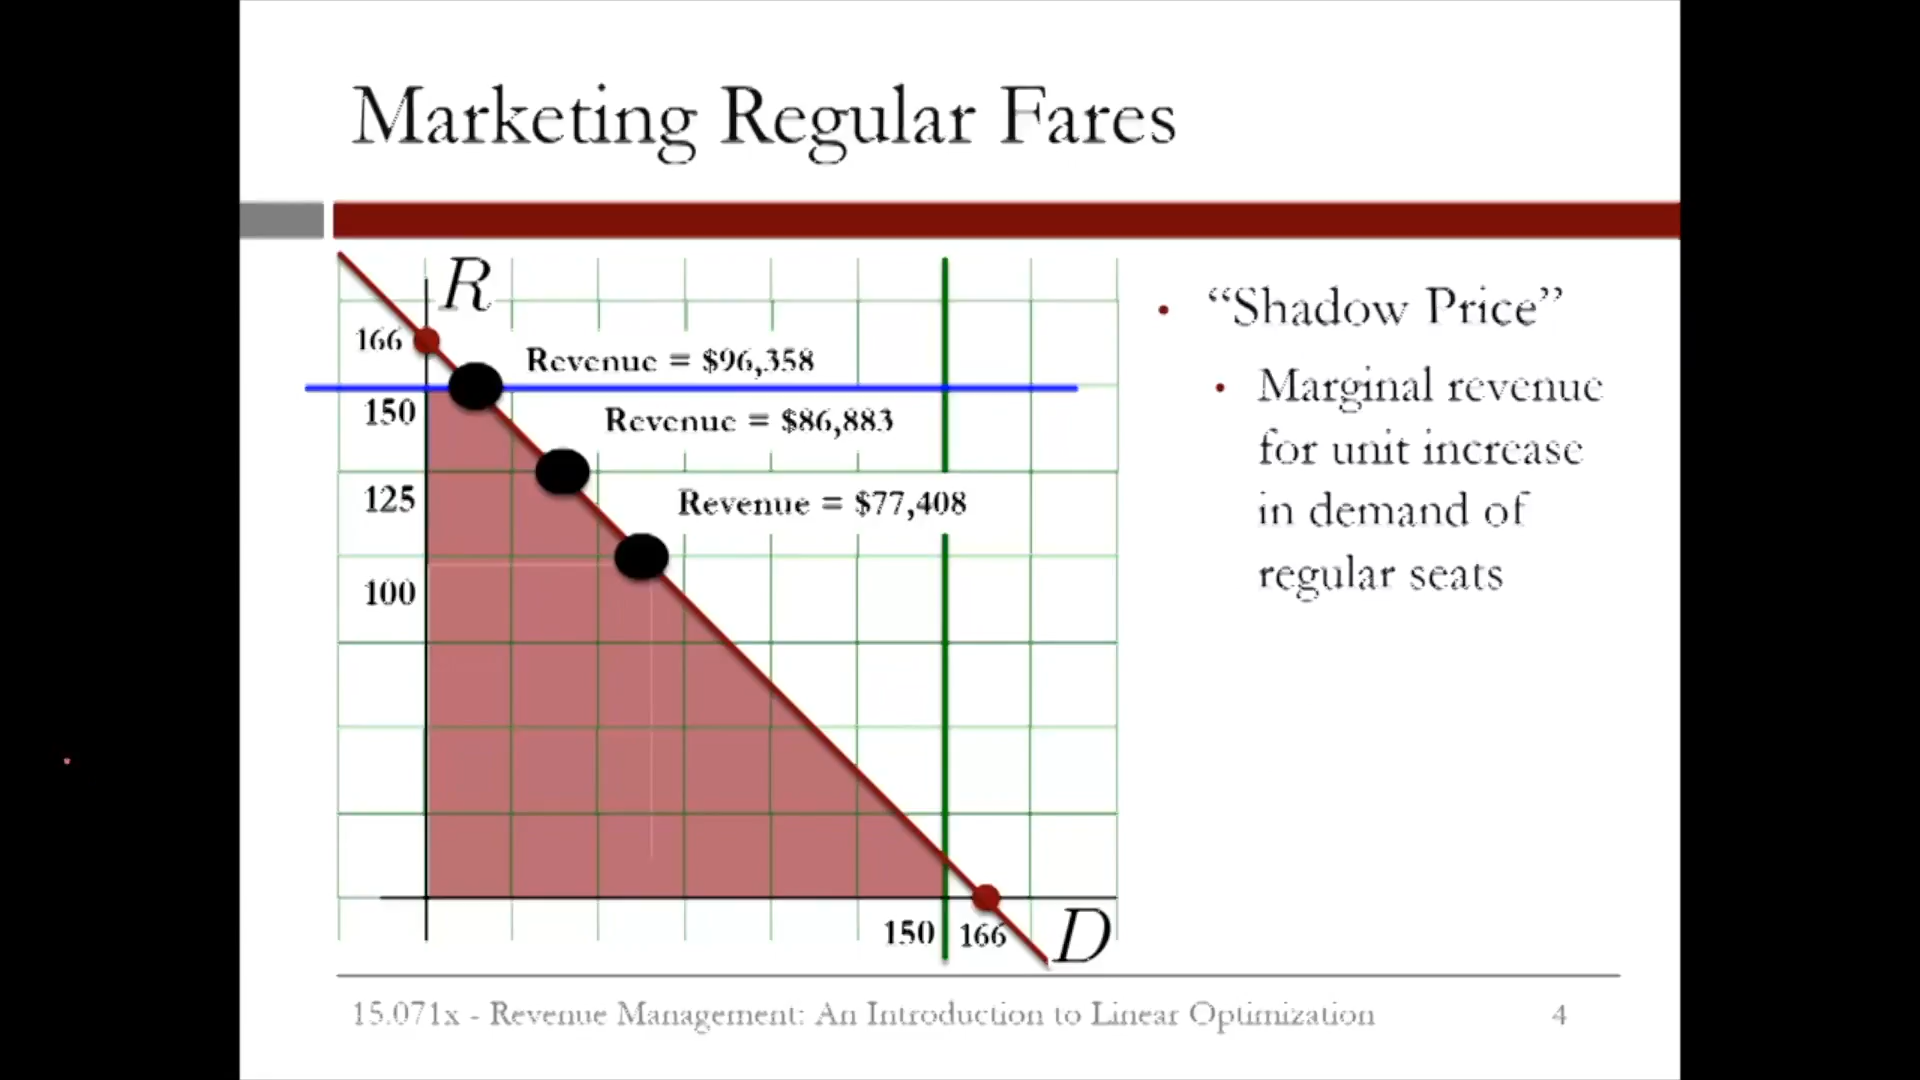 Marketing Regular Fares
R
166
Revenue = $96,358
150
Revenue = $86,883
125
Revenue = $77,408
100
150
166
D
• “Shadow Price”
• Marginal revenue
for unit increase
in demand of
regular seats
15.071x - Revenue Management: An Introduction to Linear Optimization
4